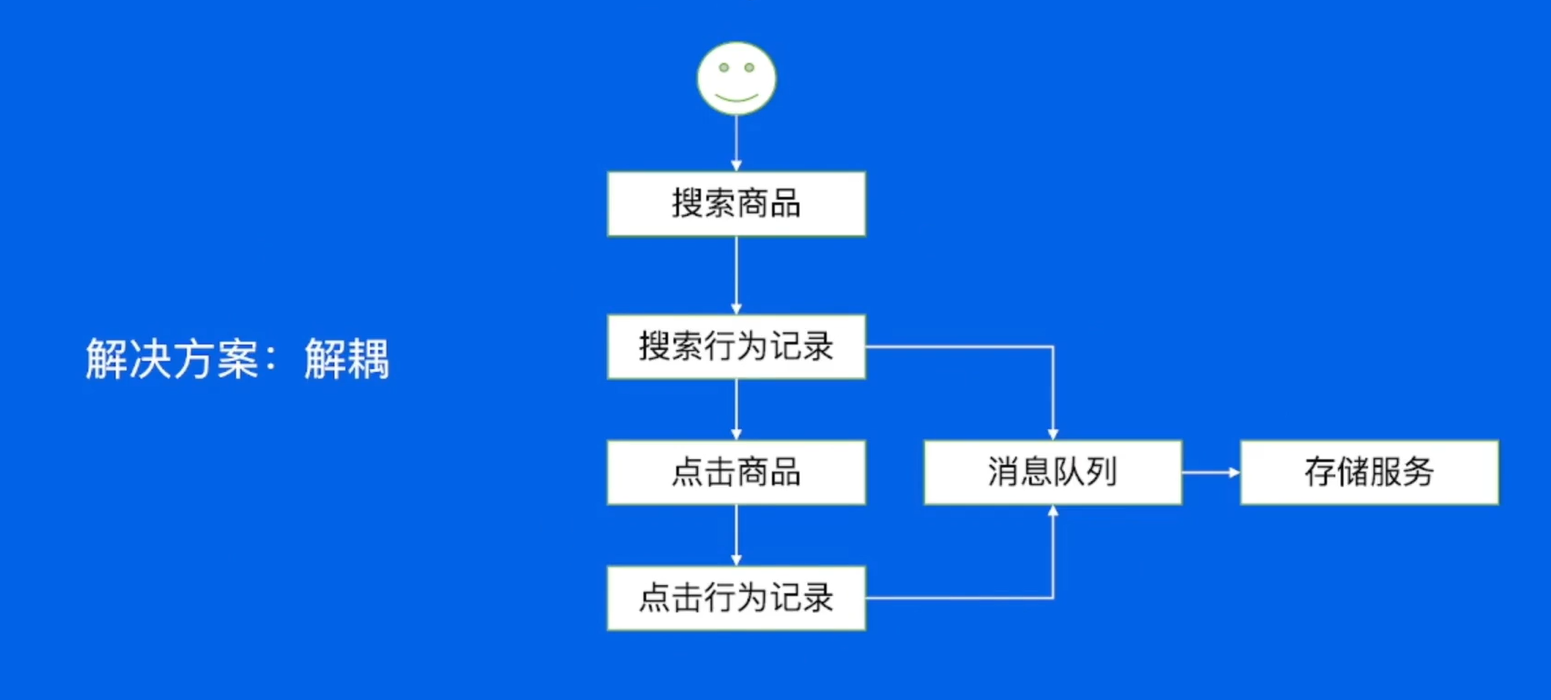 搜索商品
搜索行为记录
解决方案：解耦
点击商品
消息队列
存储服务
点击行为记录